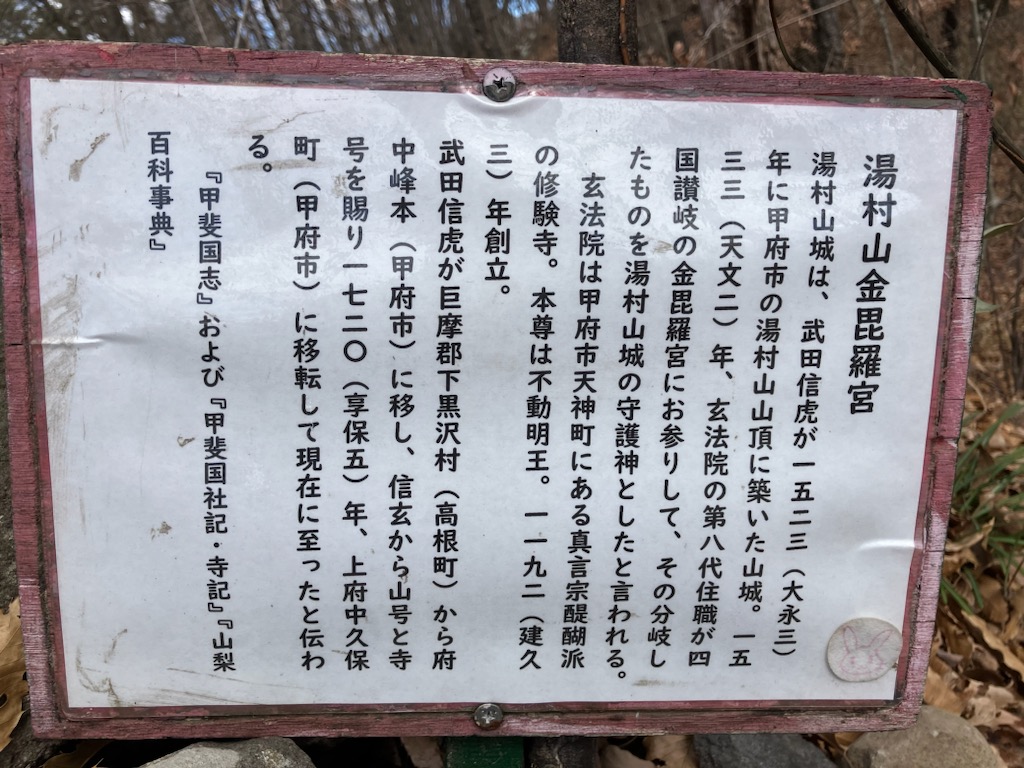 湯村山金毘羅宮
湯村山城は、武田信虎が一五二三（大永三）
年に甲府市の湯村山山頂に築いた山城。一五
三三（天文二）年、玄法院の第八代住職が四
国讃岐の金毘羅宮にお参りして、その分岐し
たものを湯村山城の守護神としたと言われる。
玄法院は甲府市天神町にある真言宗醍醐派
の修験寺。本尊は不動明王。一一九二（建久
三）年創立。
武田信虎が巨摩郡下黒沢村（高根町）から府
中峰本（甲府市）に移し、信玄から山号と寺
号を賜り一七二〇（享保五）年、上府中久保
町（甲府市）に移転して現在に至ったと伝わ
る。
『甲斐国志』および『甲斐国社記・寺記』『山梨
百科事典』